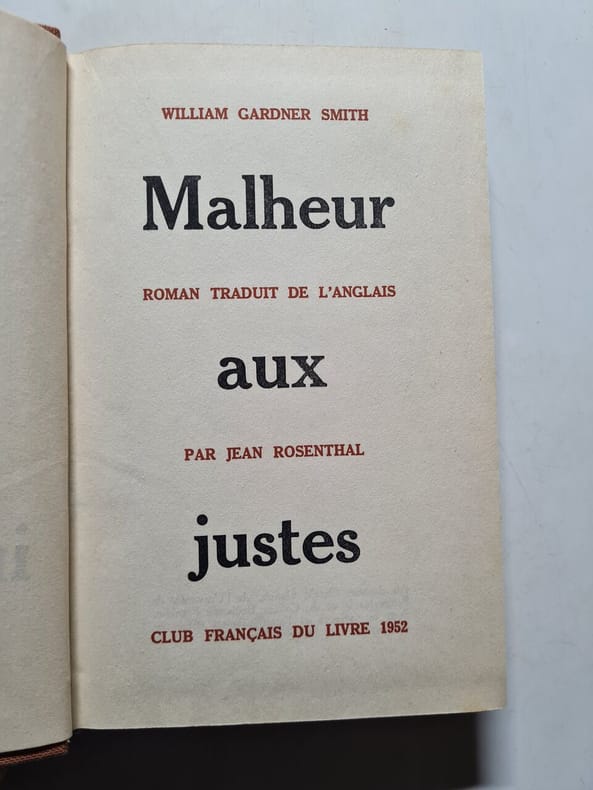 WILLIAM GARDNER SMITH
Malheur
ROMAN TRADUIT DE L'ANGLAIS
aux
PAR JEAN ROSENTHAL
justes
CLUB FRANÇAIS DU LIVRE 1952